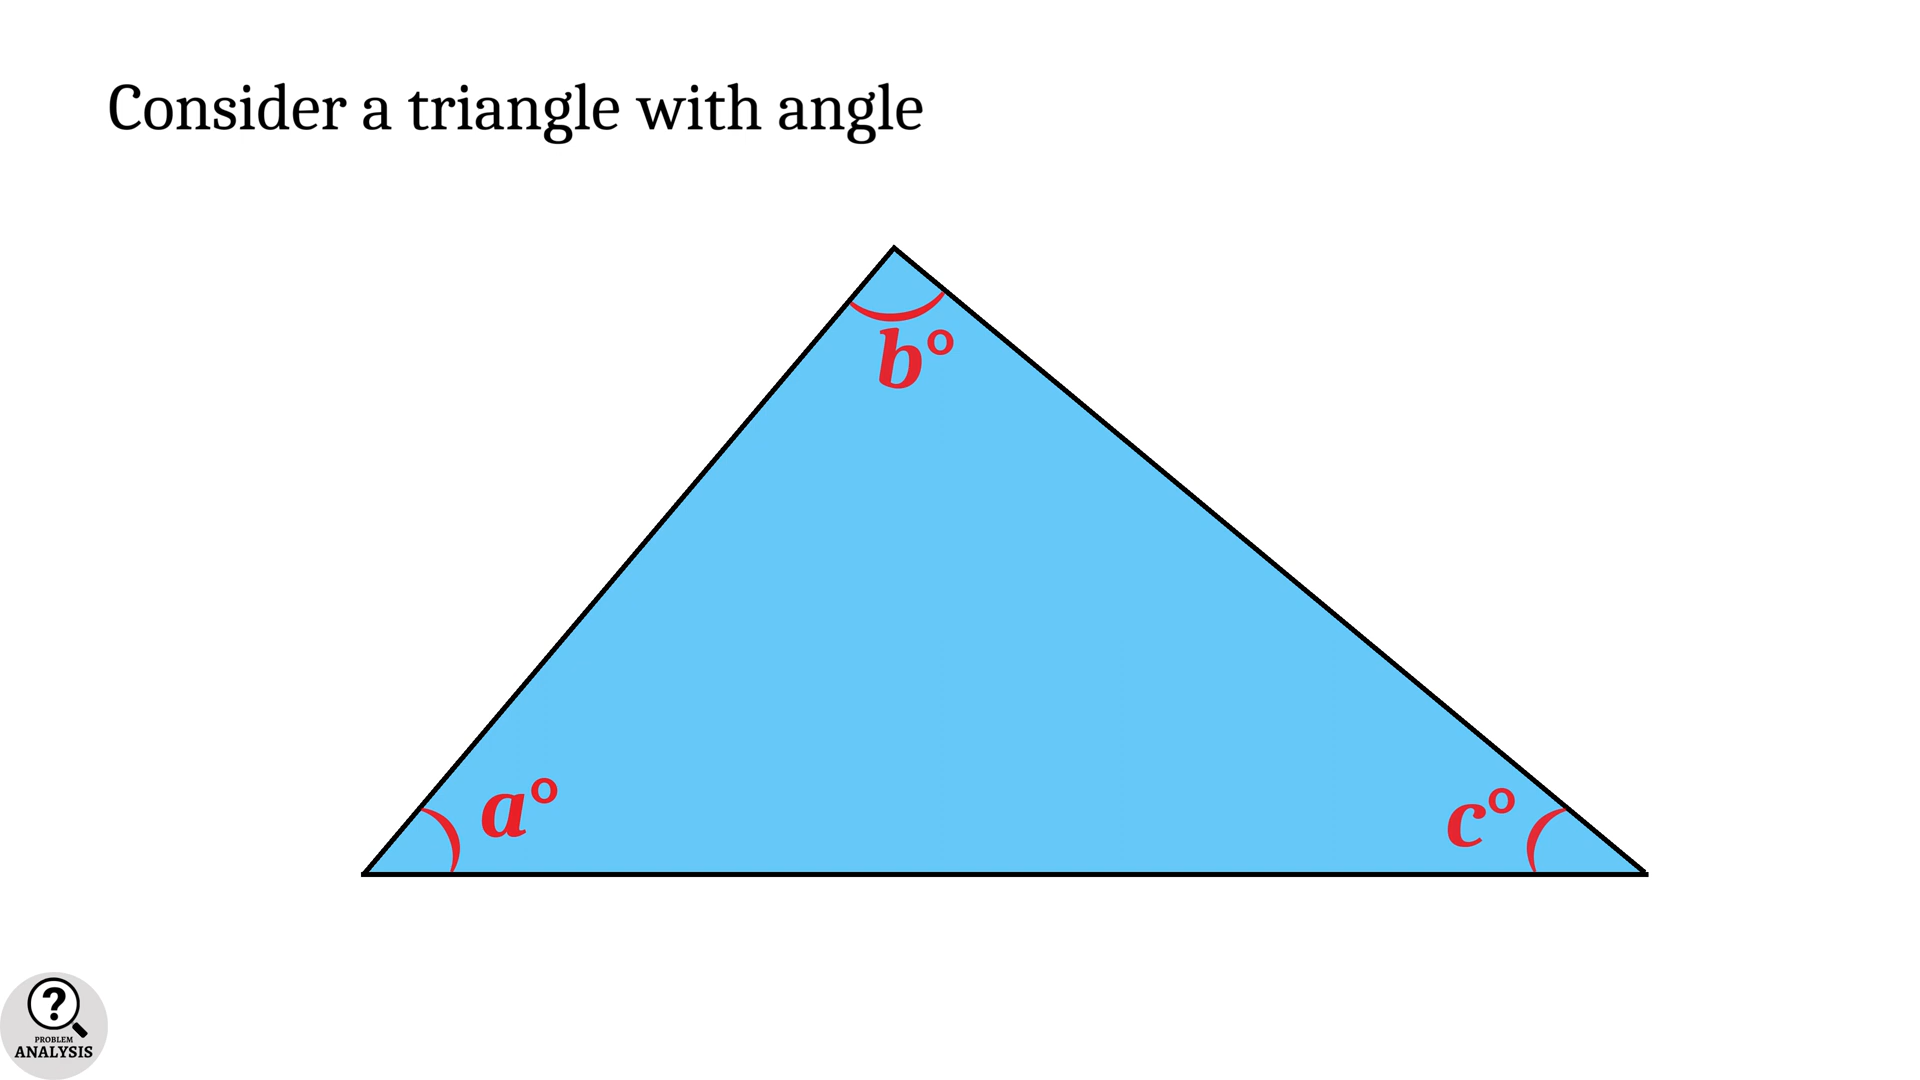 Consider a triangle with angle
b°
a°
c°
?
PROBLEM
ANALYSIS